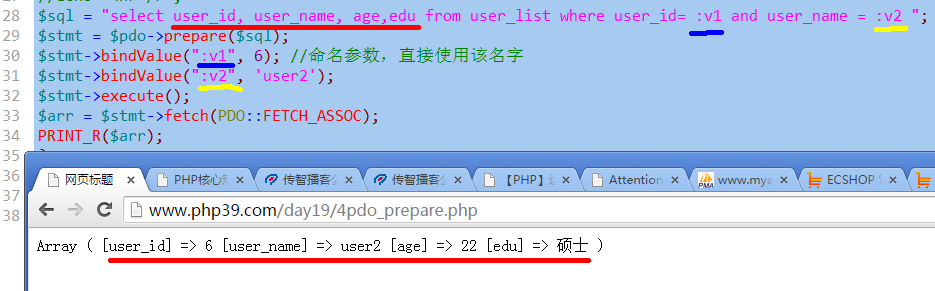 28 $sql = "select user_id, user_name, age,edu from user_list where user_id= :v1 and user_name = :v2 ";
29 $stmt = $pdo->prepare($sql);
30 $stmt->bindValue(":v1", 6); //命名参数，直接使用该名字
31 $stmt->bindValue(":v2", 'user2');
32 $stmt->execute();
33 $arr = $stmt->fetch(PDO::FETCH_ASSOC);
34 PRINT_R($arr);
35
36
37
38
网页标题 PHP核心 传智播客 传智播客 【PHP】 Attention PMA www.mya ECSHOP
www.php39.com/day19/4pdo_prepare.php
Array ( [user_id] => 6 [user_name] => user2 [age] => 22 [edu] => 硕士 )